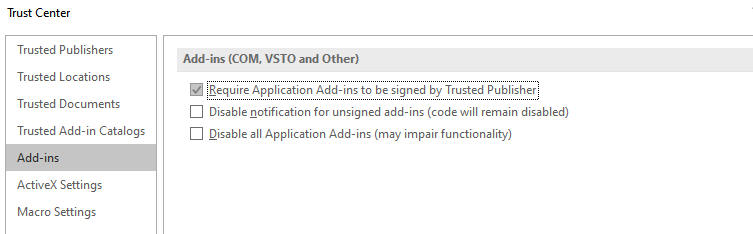 Trust Center
Trusted Publishers
Trusted Locations
Trusted Documents
Trusted Add-in Catalogs
Add-ins
ActiveX Settings
Macro Settings
Add-ins (COM, VSTO and Other)
Require Application Add-ins to be signed by Trusted Publisher
Disable notification for unsigned add-ins (code will remain disabled)
Disable all Application Add-ins (may impair functionality)